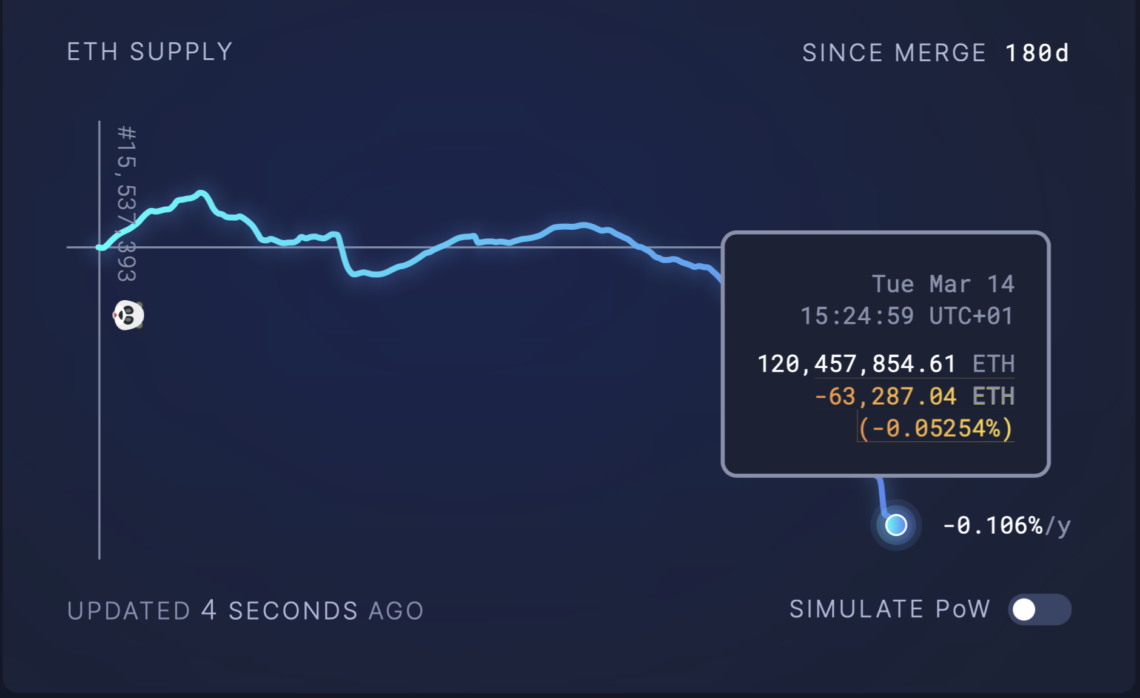 ETH SUPPLY
SINCE MERGE 180d
#15,537,393
Tue Mar 14
15:24:59 UTC+01
120,457,854.61 ETH
-63,287.04 ETH
(-0.05254%)
-0.106%/y
UPDATED 4 SECONDS AGO
SIMULATE PoW